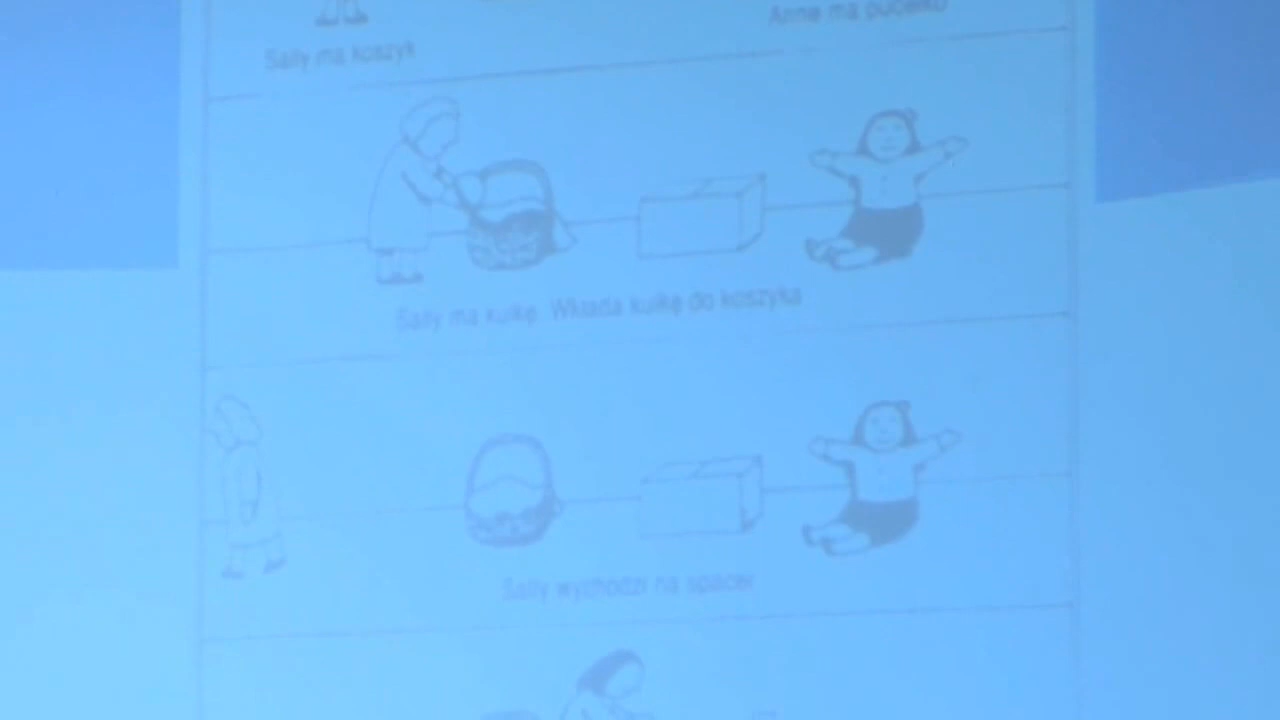 Sally ma koszyk
Anne ma pudełko
Sally ma kulkę. Wkłada kulkę do koszyka
Sally wychodzi na spacer